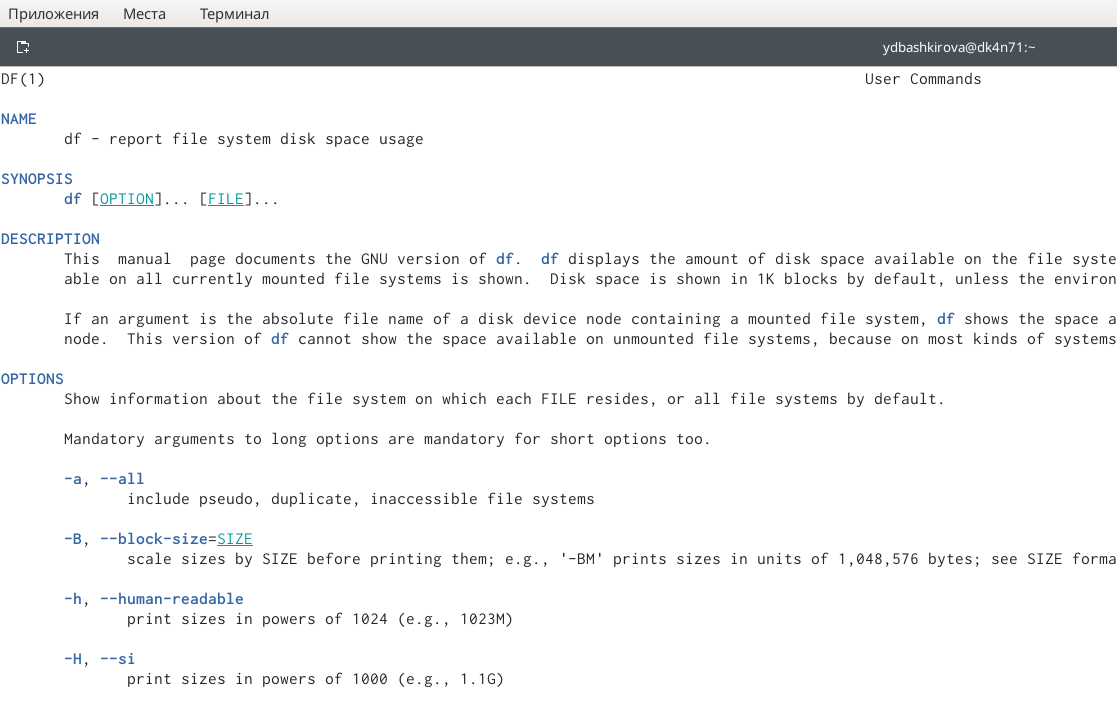 Приложения Места Терминал
ydbashkirova@dk4n71:~
DF(1) User Commands
NAME
df - report file system disk space usage
SYNOPSIS
df [OPTION]... [FILE]...
DESCRIPTION
This manual page documents the GNU version of df. df displays the amount of disk space available on the file syste
able on all currently mounted file systems is shown. Disk space is shown in 1K blocks by default, unless the environ
If an argument is the absolute file name of a disk device node containing a mounted file system, df shows the space a
node. This version of df cannot show the space available on unmounted file systems, because on most kinds of systems
OPTIONS
Show information about the file system on which each FILE resides, or all file systems by default.
Mandatory arguments to long options are mandatory for short options too.
-a, --all
include pseudo, duplicate, inaccessible file systems
-B, --block-size=SIZE
scale sizes by SIZE before printing them; e.g., '-BM' prints sizes in units of 1,048,576 bytes; see SIZE forma
-h, --human-readable
print sizes in powers of 1024 (e.g., 1023M)
-H, --si
print sizes in powers of 1000 (e.g., 1.1G)